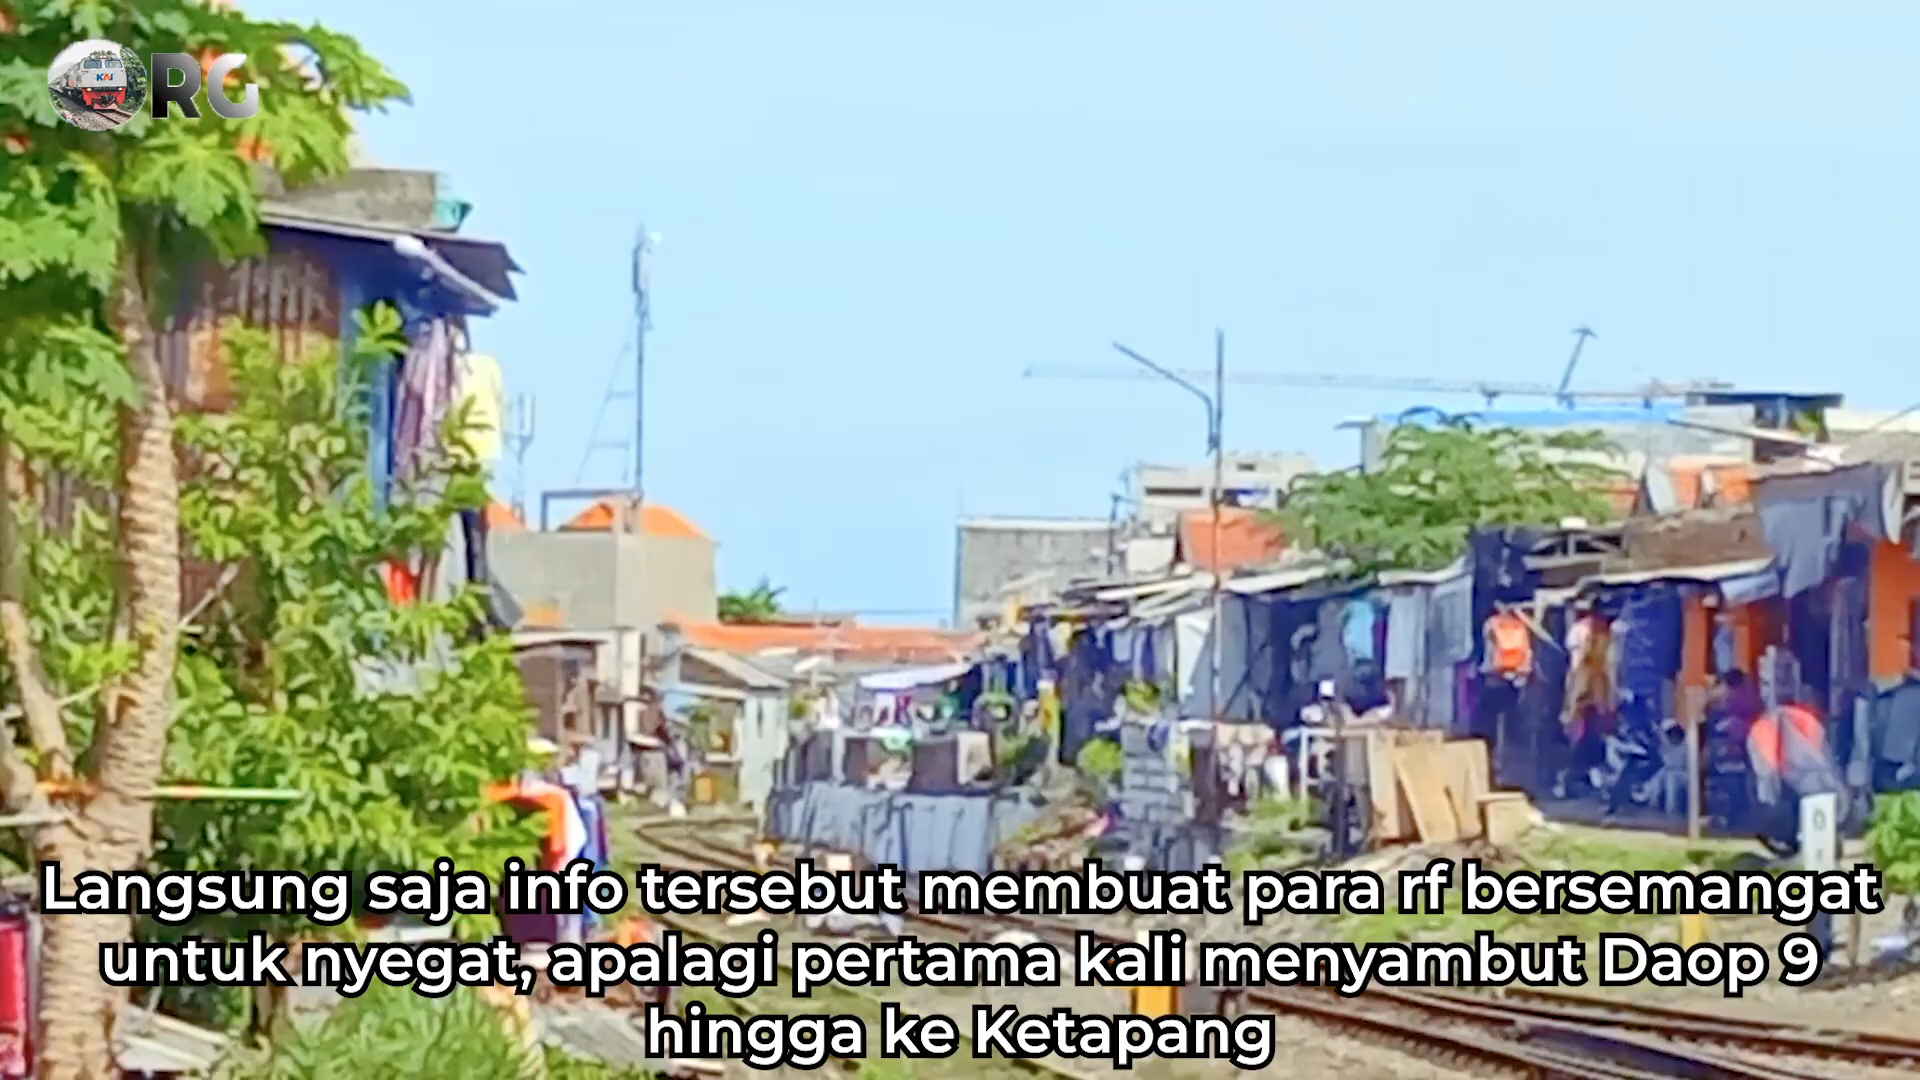 KAI
RG
Langsung saja info tersebut membuat para rf bersemangat
untuk nyegat, apalagi pertama kali menyambut Daop 9
hingga ke Ketapang